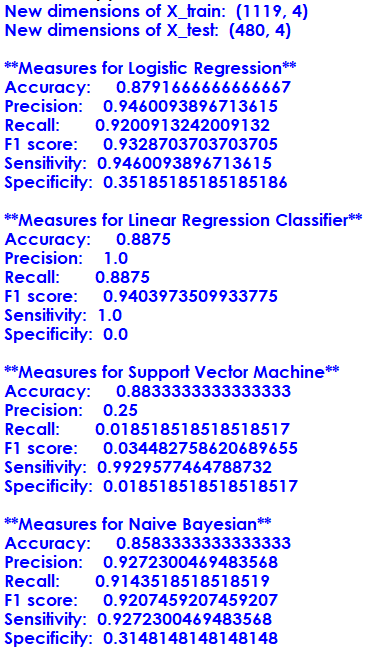 New dimensions of X_train: (1119, 4)
New dimensions of X_test: (480, 4)
**Measures for Logistic Regression**
Accuracy: 0.8791666666666667
Precision: 0.9460093896713615
Recall: 0.9200913242009132
F1 score: 0.9328703703703705
Sensitivity: 0.9460093896713615
Specificity: 0.35185185185185186
**Measures for Linear Regression Classifier**
Accuracy: 0.8875
Precision: 1.0
Recall: 0.8875
F1 score: 0.9403973509933775
Sensitivity: 1.0
Specificity: 0.0
**Measures for Support Vector Machine**
Accuracy: 0.8833333333333333
Precision: 0.25
Recall: 0.018518518518518517
F1 score: 0.034482758620689655
Sensitivity: 0.9929577464788732
Specificity: 0.018518518518518517
**Measures for Naive Bayesian**
Accuracy: 0.8583333333333333
Precision: 0.9272300469483568
Recall: 0.9143518518518519
F1 score: 0.9207459207459207
Sensitivity: 0.9272300469483568
Specificity: 0.3148148148148148